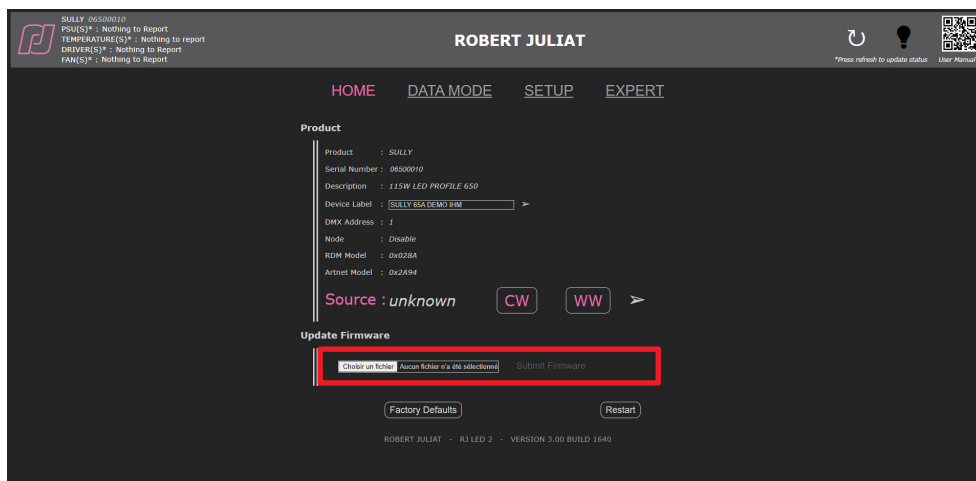 SULLY 06500010
PSU(S)* : Nothing to Report
TEMPERATURE(S)* : Nothing to report
DRIVER(S)* : Nothing to Report
FAN(S)* : Nothing to Report
ROBERT JULIAT
*Press refresh to update status
User Manual
HOME DATA MODE SETUP EXPERT
Product
Product : SULLY
Serial Number : 06500010
Description : 115W LED PROFILE 650
Device Label : SULLY 65A DEMO IHM ➢
DMX Address : 1
Node : Disable
RDM Model : 0x028A
Artnet Model : 0x2A94
Source : unknown CW WW ➢
Update Firmware
Choisir un fichier Aucun fichier n'a été sélectionné Submit Firmware
Factory Defaults Restart
ROBERT JULIAT - RJ LED 2 - VERSION 3.00 BUILD 1640